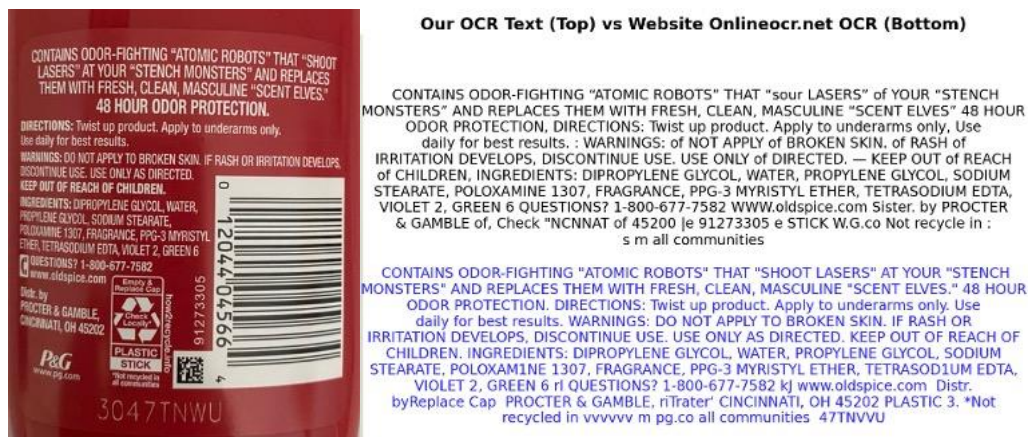 CONTAINS ODOR-FIGHTING “ATOMIC ROBOTS” THAT “SHOOT
LASERS” AT YOUR “STENCH MONSTERS” AND REPLACES
THEM WITH FRESH, CLEAN, MASCULINE “SCENT ELVES.”
48 HOUR ODOR PROTECTION.
DIRECTIONS: Twist up product. Apply to underarms only.
Use daily for best results.
WARNINGS: DO NOT APPLY TO BROKEN SKIN. IF RASH OR IRRITATION DEVELOPS,
DISCONTINUE USE. USE ONLY AS DIRECTED.
KEEP OUT OF REACH OF CHILDREN.
INGREDIENTS: DIPROPYLENE GLYCOL, WATER,
PROPYLENE GLYCOL, SODIUM STEARATE,
POLOXAMINE 1307, FRAGRANCE, PPG-3 MYRISTYL
ETHER, TETRASODIUM EDTA, VIOLET 2, GREEN 6
QUESTIONS? 1-800-677-7582
www.oldspice.com
Distr. by
PROCTER & GAMBLE,
CINCINNATI, OH 45202
P&G
www.pg.com
Empty &
Replace Cap
Check
Locally*
PLASTIC
STICK
*Not recycled in
all communities
how2recycle.info
91273305
0 12044 04566 4
3047TNWU
Our OCR Text (Top) vs Website Onlineocr.net OCR (Bottom)
CONTAINS ODOR-FIGHTING “ATOMIC ROBOTS” THAT “sour LASERS” of YOUR “STENCH
MONSTERS” AND REPLACES THEM WITH FRESH, CLEAN, MASCULINE “SCENT ELVES” 48 HOUR
ODOR PROTECTION, DIRECTIONS: Twist up product. Apply to underarms only, Use
daily for best results. : WARNINGS: of NOT APPLY of BROKEN SKIN. of RASH of
IRRITATION DEVELOPS, DISCONTINUE USE. USE ONLY of DIRECTED. — KEEP OUT of REACH
of CHILDREN, INGREDIENTS: DIPROPYLENE GLYCOL, WATER, PROPYLENE GLYCOL, SODIUM
STEARATE, POLOXAMINE 1307, FRAGRANCE, PPG-3 MYRISTYL ETHER, TETRASODIUM EDTA,
VIOLET 2, GREEN 6 QUESTIONS? 1-800-677-7582 WWW.oldspice.com Sister. by PROCTER
& GAMBLE of, Check "NCNNAT of 45200 |e 91273305 e STICK W.G.co Not recycle in :
s m all communities
CONTAINS ODOR-FIGHTING "ATOMIC ROBOTS" THAT "SHOOT LASERS" AT YOUR "STENCH
MONSTERS" AND REPLACES THEM WITH FRESH, CLEAN, MASCULINE "SCENT ELVES." 48 HOUR
ODOR PROTECTION. DIRECTIONS: Twist up product. Apply to underarms only. Use
daily for best results. WARNINGS: DO NOT APPLY TO BROKEN SKIN. IF RASH OR
IRRITATION DEVELOPS, DISCONTINUE USE. USE ONLY AS DIRECTED. KEEP OUT OF REACH OF
CHILDREN. INGREDIENTS: DIPROPYLENE GLYCOL, WATER, PROPYLENE GLYCOL, SODIUM
STEARATE, POLOXAM1NE 1307, FRAGRANCE, PPG-3 MYRISTYL ETHER, TETRASOD1UM EDTA,
VIOLET 2, GREEN 6 rl QUESTIONS? 1-800-677-7582 kJ www.oldspice.com Distr.
byReplace Cap PROCTER & GAMBLE, riTrater' CINCINNATI, OH 45202 PLASTIC 3. *Not
recycled in vvvvvv m pg.co all communities 47TNVVU